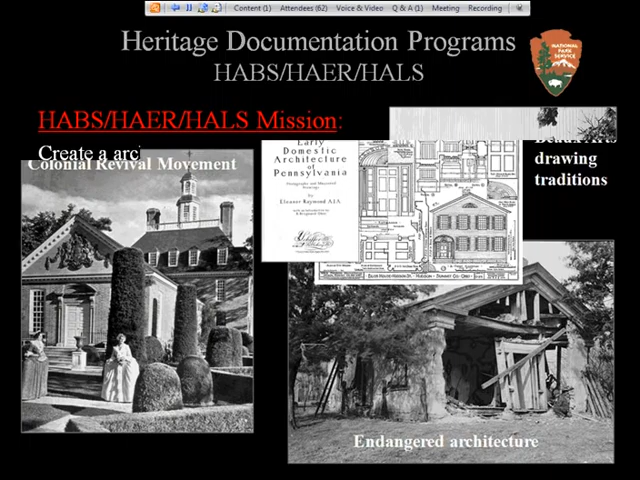 Content (1) Attendees (62) Voice & Video Q & A (1) Meeting Recording
Heritage Documentation Programs
HABS/HAER/HALS
NATIONAL
PARK
SERVICE
HABS/HAER/HALS Mission:
Create a arc
Colonial Revival Movement
Early
Domestic
Architecture
of
Pennsylvania
Eleanor Raymond A.I.A.
Beaux Arts
drawing
traditions
Endangered architecture